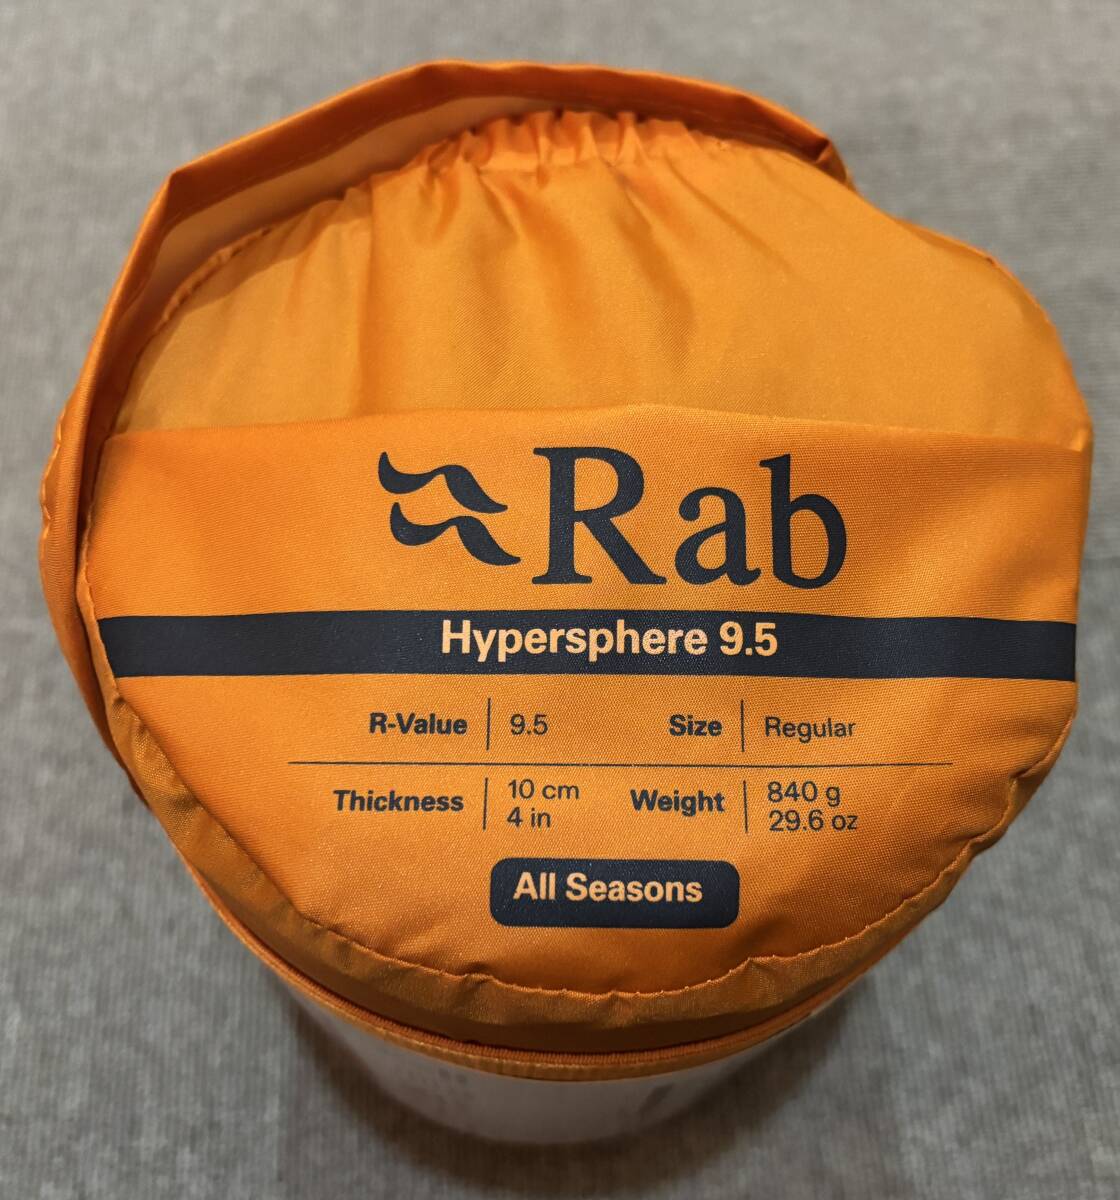 Rab
Hypersphere 9.5
R-Value 9.5 Size Regular
Thickness 10 cm 4 in Weight 840 g 29.6 oz
All Seasons